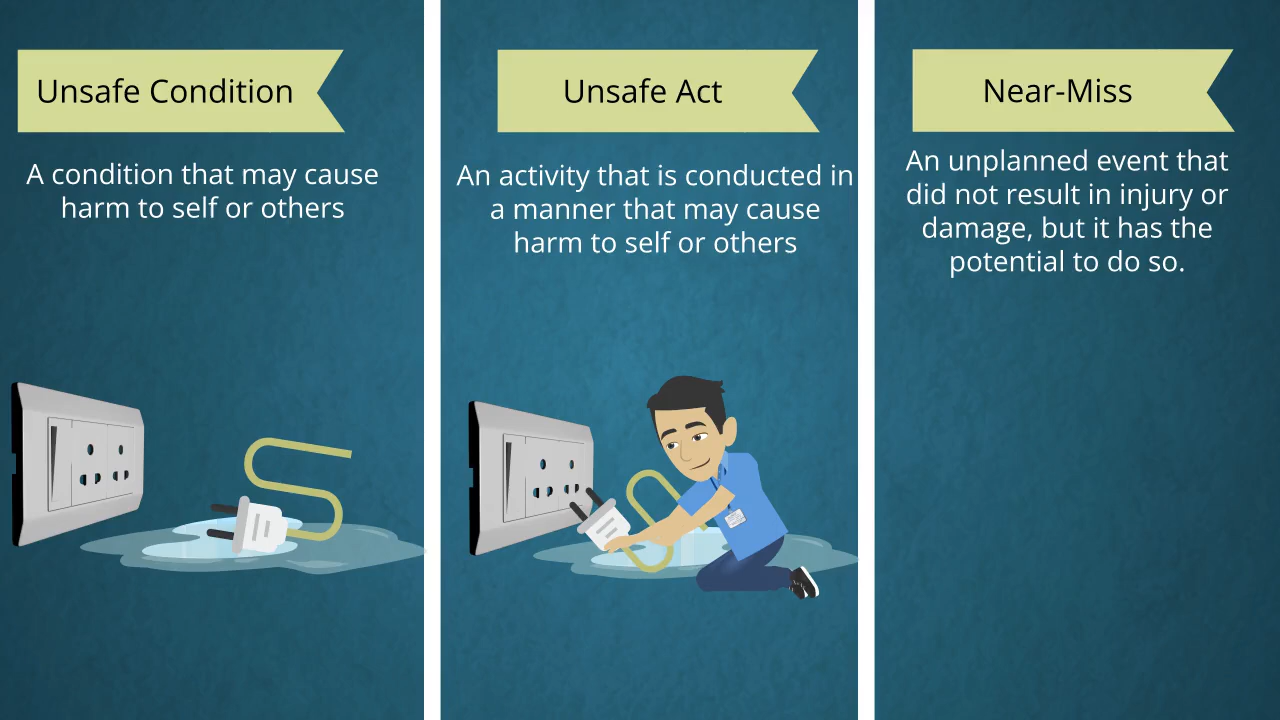 Unsafe Condition
A condition that may cause
harm to self or others
Unsafe Act
An activity that is conducted in
a manner that may cause
harm to self or others
Near-Miss
An unplanned event that
did not result in injury or
damage, but it has the
potential to do so.